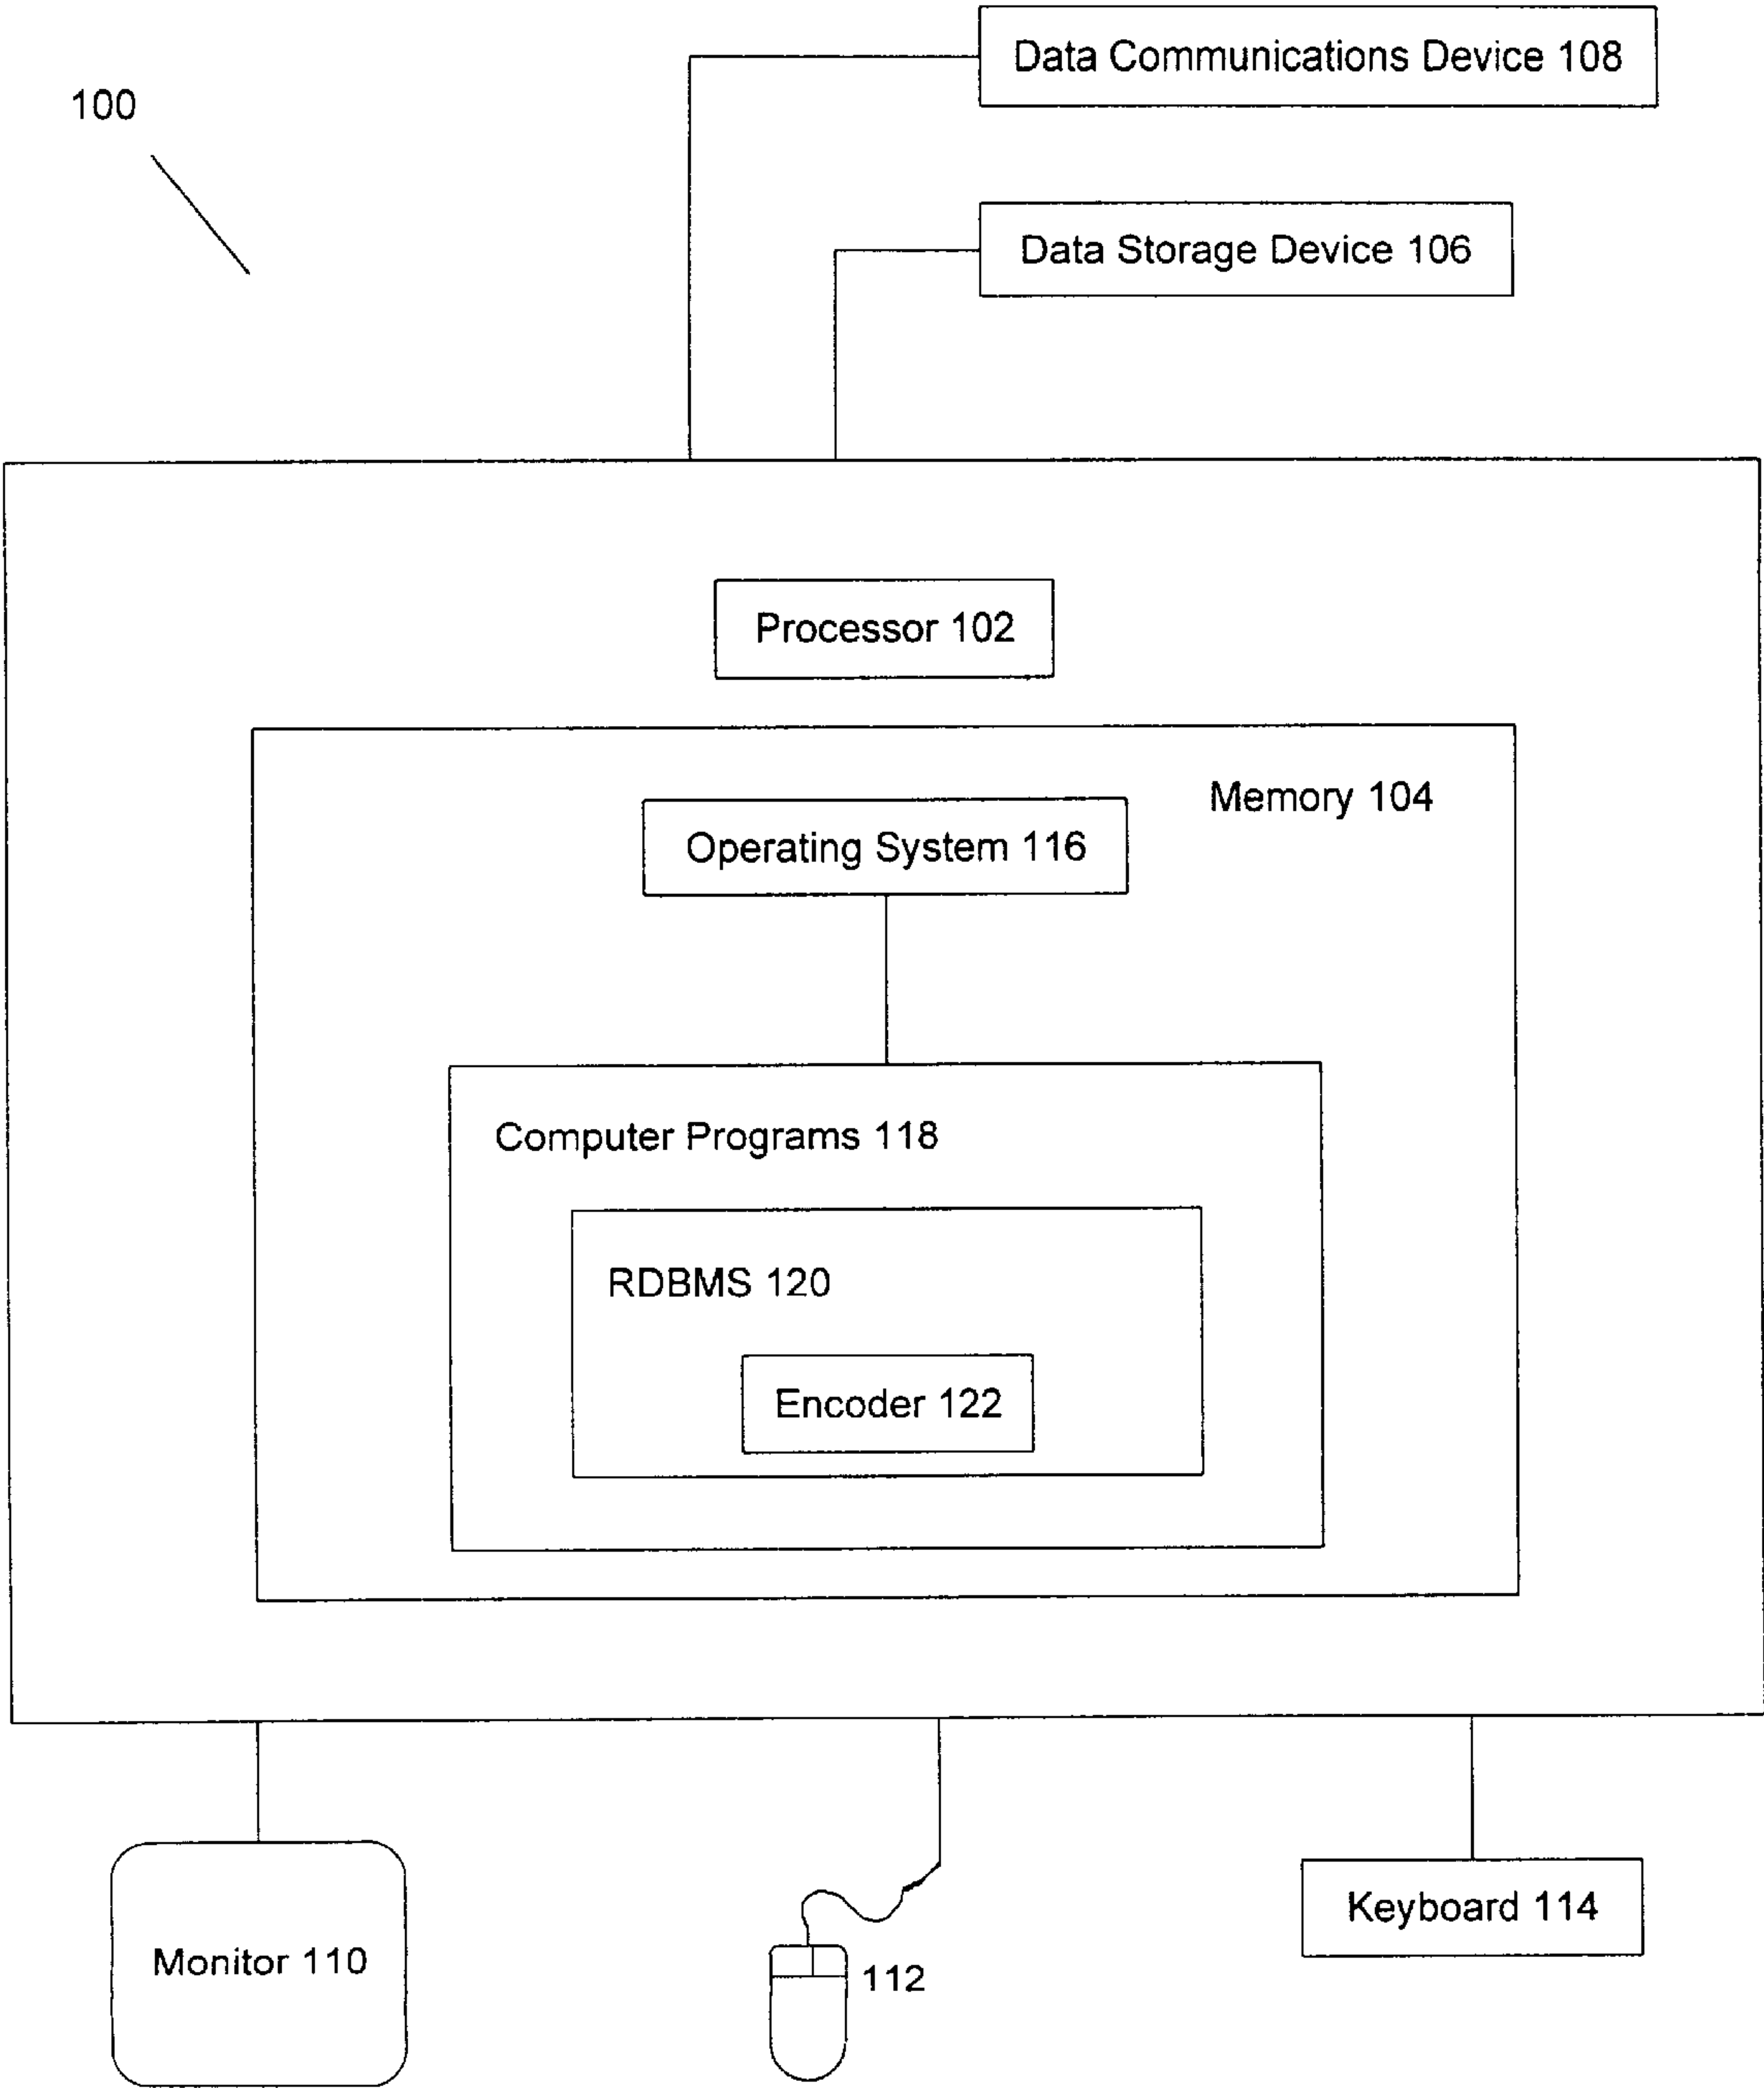 Data Communications Device 108
100
Data Storage Device 106
Processor 102
Memory 104
Operating System 116
Computer Programs 118
RDBMS 120
Encoder 122
Keyboard 114
Monitor 110
112